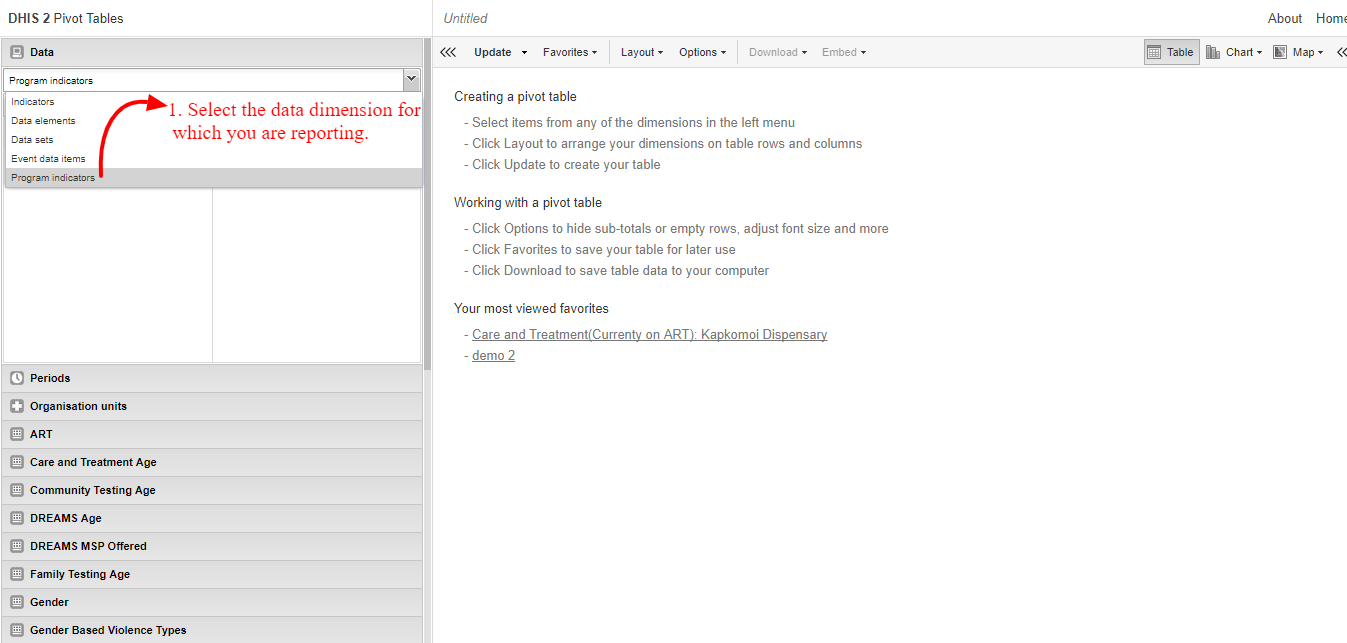 DHIS 2 Pivot Tables
Untitled
About Home
Data
Update Favorites Layout Options Download Embed Table Chart Map
Program indicators
Indicators
Data elements
Data sets
Event data items
Program indicators
1. Select the data dimension for
which you are reporting.
Creating a pivot table
- Select items from any of the dimensions in the left menu
- Click Layout to arrange your dimensions on table rows and columns
- Click Update to create your table
Working with a pivot table
- Click Options to hide sub-totals or empty rows, adjust font size and more
- Click Favorites to save your table for later use
- Click Download to save table data to your computer
Your most viewed favorites
- Care and Treatment(Currenty on ART): Kapkomoi Dispensary
- demo 2
Periods
Organisation units
ART
Care and Treatment Age
Community Testing Age
DREAMS Age
DREAMS MSP Offered
Family Testing Age
Gender
Gender Based Violence Types